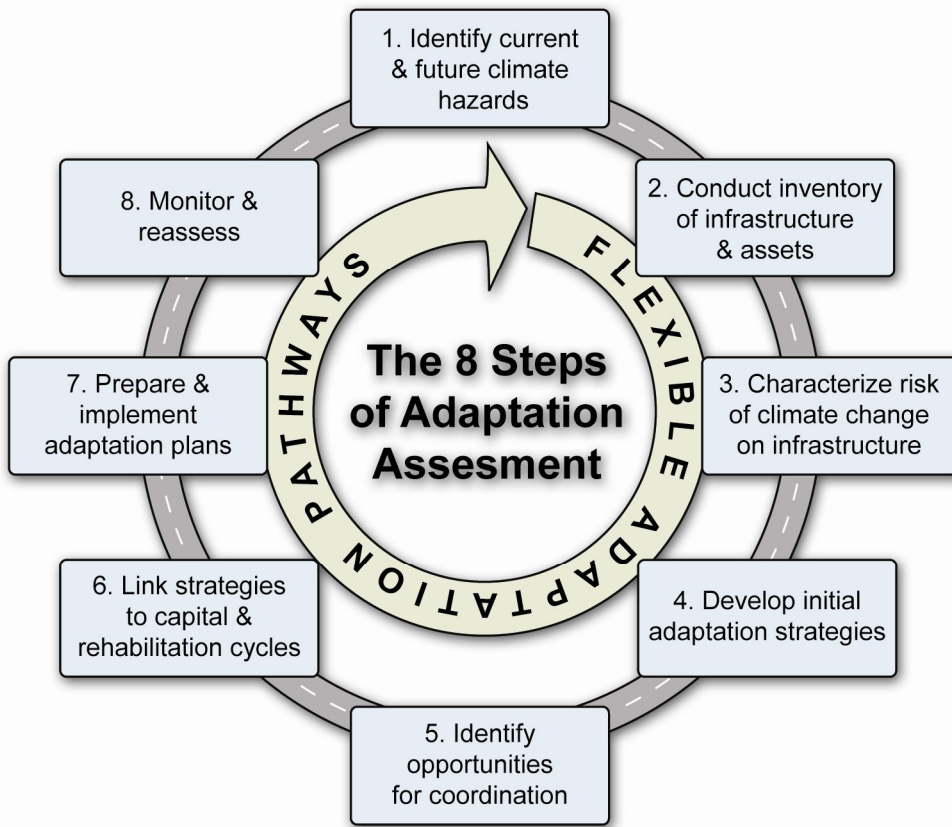 1. Identify current
& future climate
hazards
2. Conduct inventory
of infrastructure
& assets
3. Characterize risk
of climate change
on infrastructure
4. Develop initial
adaptation strategies
5. Identify
opportunities
for coordination
6. Link strategies
to capital &
rehabilitation cycles
7. Prepare &
implement
adaptation plans
8. Monitor &
reassess
FLEXIBLE ADAPTATION PATHWAYS
The 8 Steps
of Adaptation
Assesment